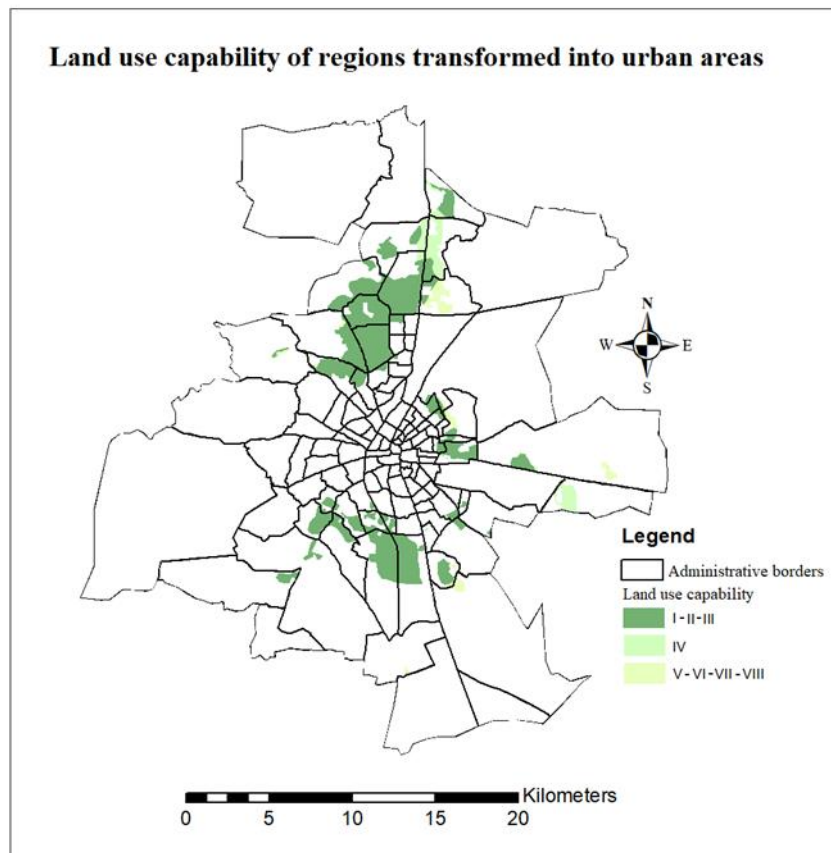 Land use capability of regions transformed into urban areas
N
W
E
S
Legend
Administrative borders
Land use capability
I - II - III
IV
V - VI - VII - VIII
Kilometers
0 5 10 15 20